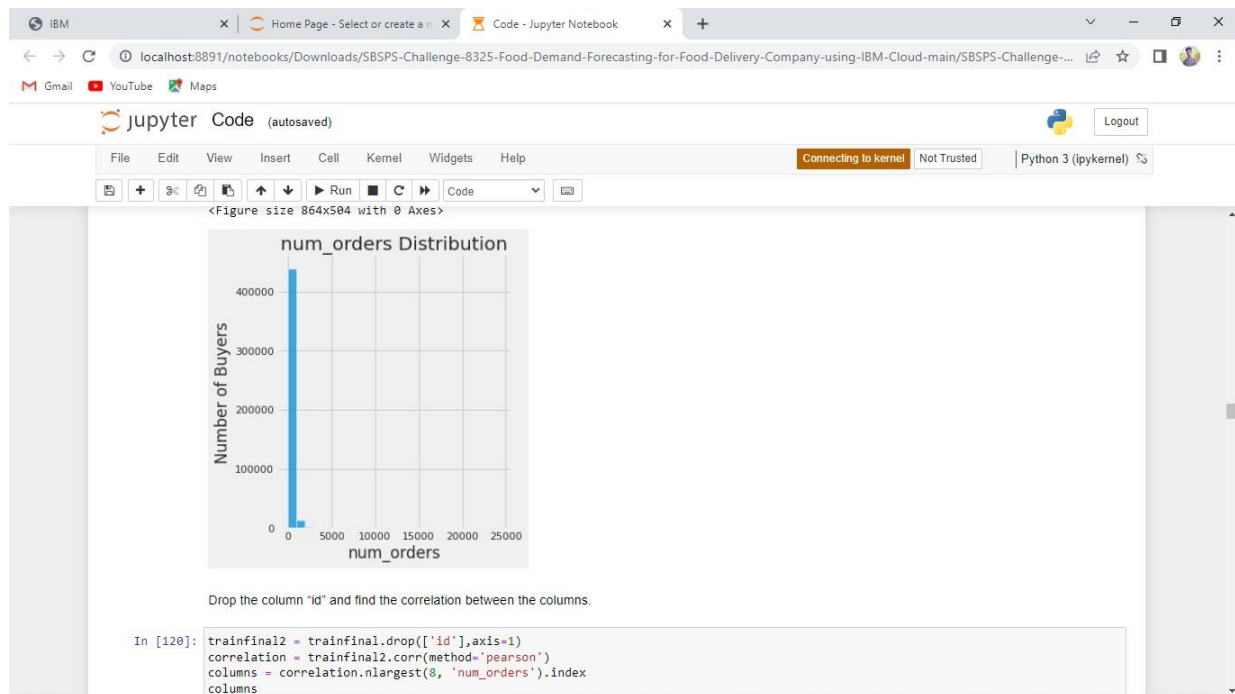 IBM
Home Page - Select or create a n
Code - Jupyter Notebook
localhost:8891/notebooks/Downloads/SBSPS-Challenge-8325-Food-Demand-Forecasting-for-Food-Delivery-Company-using-IBM-Cloud-main/SBSPS-Challenge-...
Gmail YouTube Maps
jupyter Code (autosaved)
Logout
File Edit View Insert Cell Kernel Widgets Help
Connecting to kernel Not Trusted Python 3 (ipykernel)
Run Code
<Figure size 864x504 with 0 Axes>
num_orders Distribution
Number of Buyers
400000
300000
200000
100000
0
0 5000 10000 15000 20000 25000
num_orders
Drop the column “id” and find the correlation between the columns.
In [120]: trainfinal2 = trainfinal.drop(['id'],axis=1)
correlation = trainfinal2.corr(method='pearson')
columns = correlation.nlargest(8, 'num_orders').index
columns